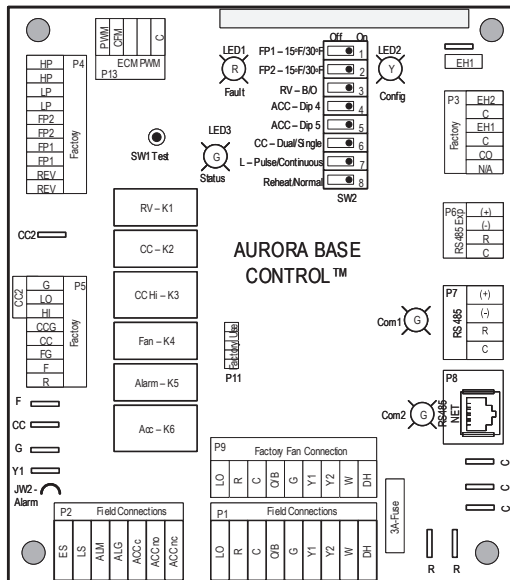 PWM
CFM
C
ECM PWM
P13
P4
HP
HP
LP
LP
FP2
FP2
FP1
FP1
REV
REV
Factory
SW1 Test
LED1
R
Fault
LED3
G
Status
Off On
FP1 – 15ºF/30ºF 1
FP2 – 15ºF/30ºF 2
RV – B/O 3
ACC – Dip 4 4
ACC – Dip 5 5
CC – Dual/Single 6
L – Pulse/Continuous 7
Reheat/Normal 8
SW2
LED2
Y
Config
EH1
P3
EH2
C
EH1
C
CO
N/A
Factory
RV – K1
CC – K2
CC Hi – K3
Fan – K4
Alarm – K5
Acc – K6
AURORA BASE
CONTROL™
P6
RS485 Exp
(+)
(-)
R
C
CC2
CC2
P5
G
LO
HI
CCG
CC
FG
F
R
Factory
Factory Use
P11
Com1
G
P7
RS 485
(+)
(-)
R
C
P8
RS485
NET
Com2
G
F
CC
G
Y1
JW2 -
Alarm
P9
Factory Fan Connection
LO R C O/B G Y1 Y2 W DH
P2 Field Connections
ES LS ALM ALG ACC c ACC no ACC nc
P1 Field Connections
LO R C O/B G Y1 Y2 W DH
3A-Fuse
C
C
C
R R